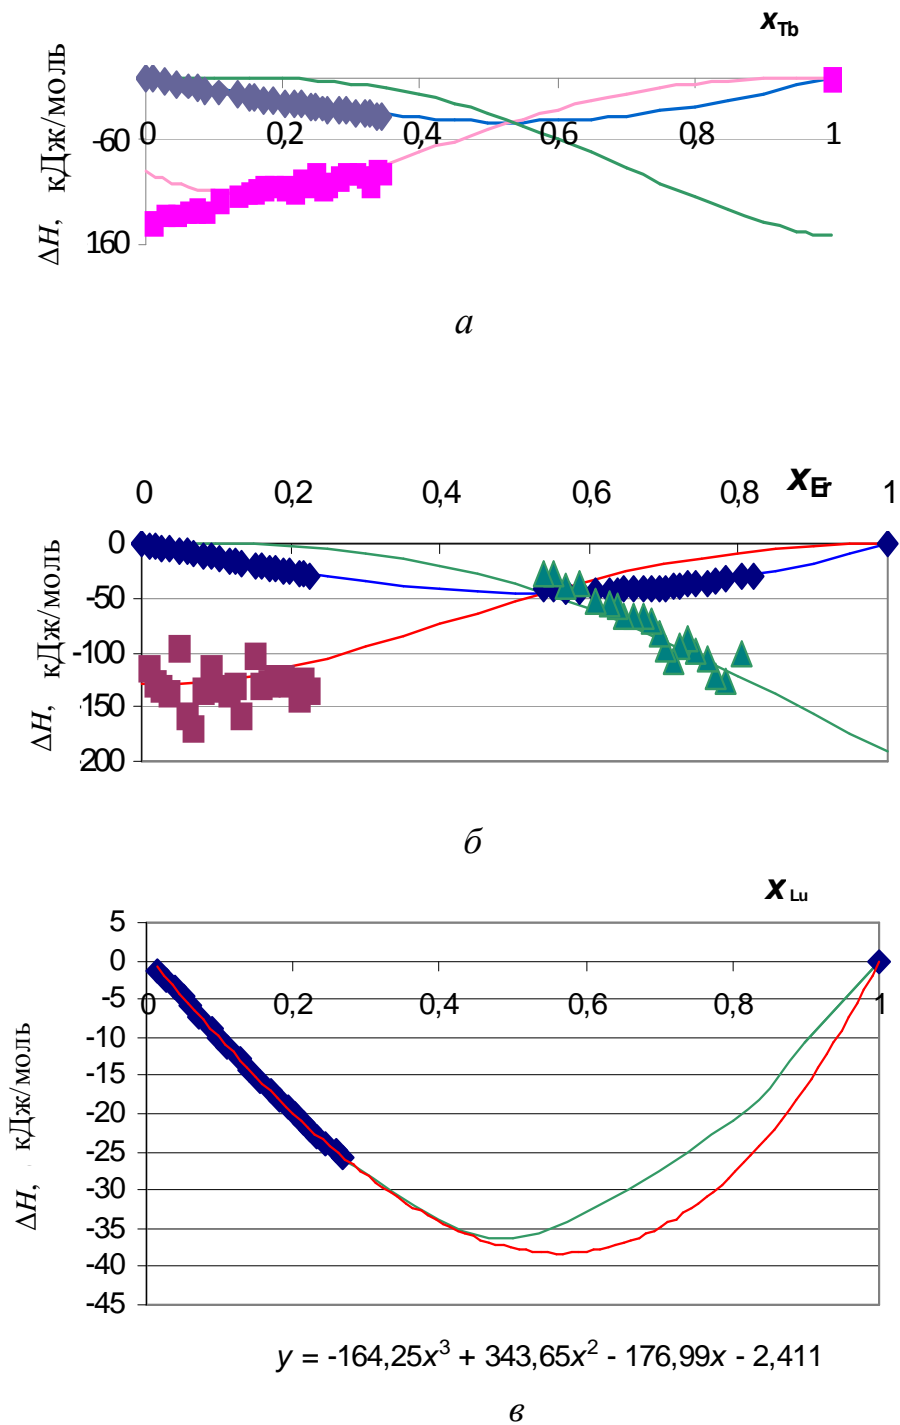 xTb
0 0,2 0,4 0,6 0,8 1
-60
160
ΔH, кДж/моль
а
0 0,2 0,4 0,6 0,8 xEr 1
0
-50
-100
-150
-200
ΔH, кДж/моль
б
xLu
5
0
0 0,2 0,4 0,6 0,8 1
-5
-10
-15
-20
-25
-30
-35
-40
-45
ΔH, кДж/моль
y = -164,25x³ + 343,65x² - 176,99x - 2,411
в